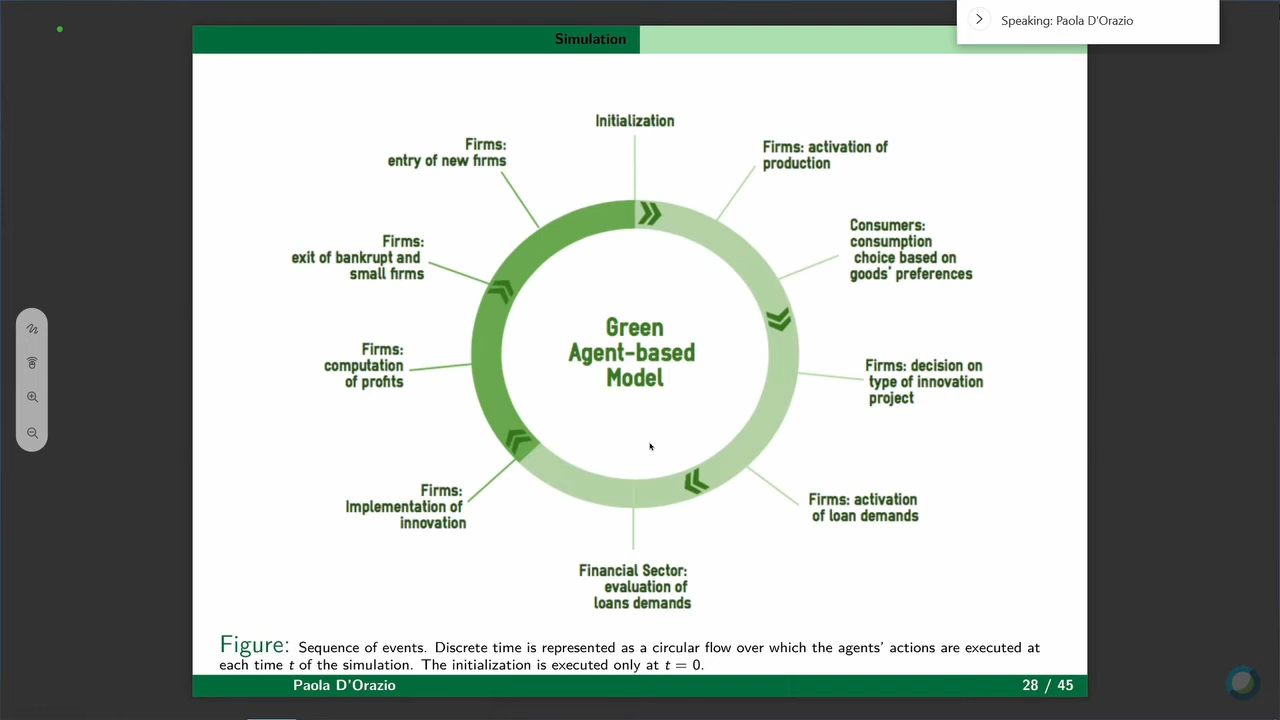 Speaking: Paola D'Orazio
Simulation
Initialization
Firms: activation of
production
Consumers:
consumption
choice based on
goods' preferences
Firms: decision on
type of innovation
project
Firms: activation
of loan demands
Financial Sector:
evaluation of
loans demands
Firms:
Implementation of
innovation
Firms:
computation
of profits
Firms:
exit of bankrupt and
small firms
Firms:
entry of new firms
Green
Agent-based
Model
Figure: Sequence of events. Discrete time is represented as a circular flow over which the agents' actions are executed at
each time t of the simulation. The initialization is executed only at t = 0.
Paola D'Orazio
28 / 45